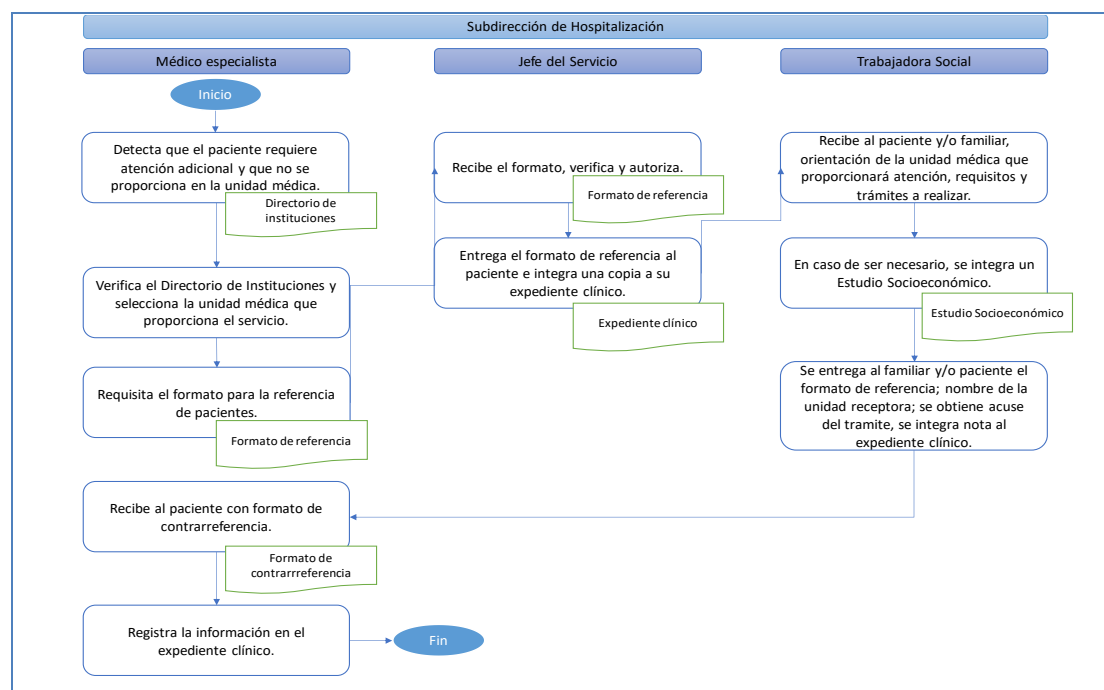 Subdirección de Hospitalización
Médico especialista
Jefe del Servicio
Trabajadora Social
Inicio
Detecta que el paciente requiere
atención adicional y que no se
proporciona en la unidad médica.
Directorio de
instituciones
Verifica el Directorio de Instituciones y
selecciona la unidad médica que
proporciona el servicio.
Requisita el formato para la referencia
de pacientes.
Formato de referencia
Recibe el formato, verifica y autoriza.
Formato de referencia
Entrega el formato de referencia al
paciente e integra una copia a su
expediente clínico.
Expediente clínico
Recibe al paciente y/o familiar,
orientación de la unidad médica que
proporcionará atención, requisitos y
trámites a realizar.
En caso de ser necesario, se integra un
Estudio Socioeconómico.
Estudio Socioeconómico
Se entrega al familiar y/o paciente el
formato de referencia; nombre de la
unidad receptora; se obtiene acuse
del tramite, se integra nota al
expediente clínico.
Recibe al paciente con formato de
contrarreferencia.
Formato de
contrarrreferencia
Registra la información en el
expediente clínico.
Fin